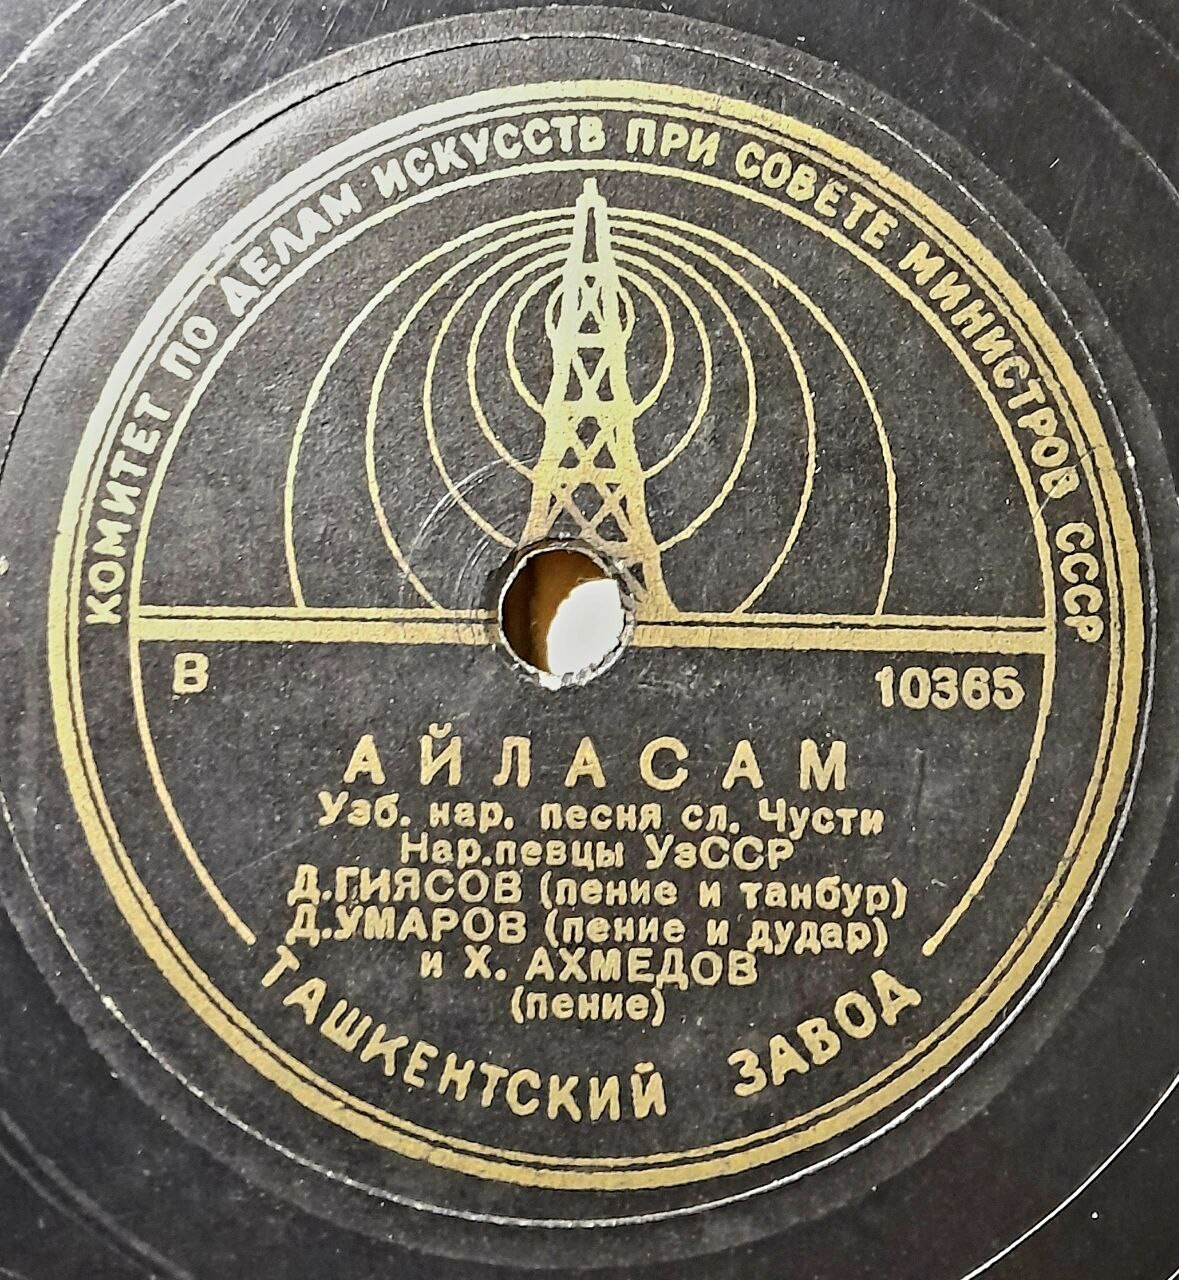 КОМИТЕТ ПО ДЕЛАМ ИСКУССТВ ПРИ СОВЕТЕ МИНИСТРОВ СССР
В 10365
АЙЛАСАМ
Узб. нар. песня сл. Чусти
Нар.певцы УзССР
Д.ГИЯСОВ (пение и танбур)
Д.УМАРОВ (пение и дудар)
и Х. АХМЕДОВ
(пение)
ТАШКЕНТСКИЙ ЗАВОД